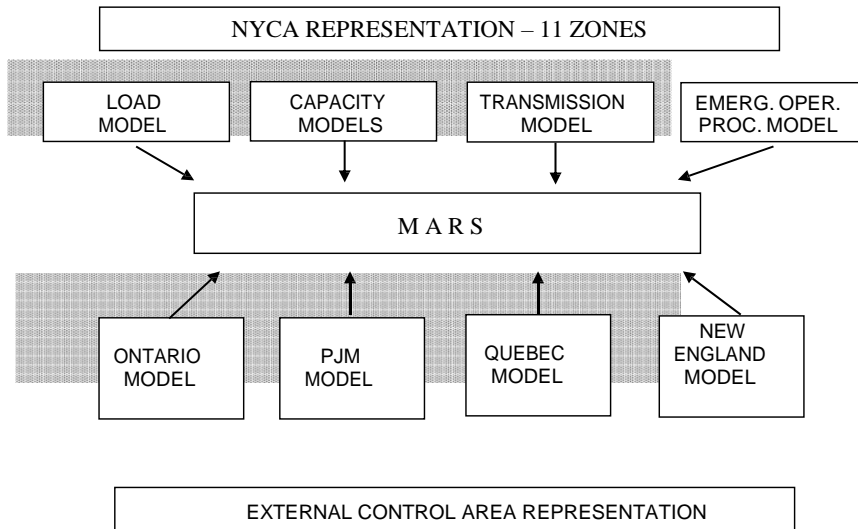 NYCA REPRESENTATION – 11 ZONES
LOAD
MODEL
CAPACITY
MODELS
TRANSMISSION
MODEL
EMERG. OPER.
PROC. MODEL
M A R S
ONTARIO
MODEL
PJM
MODEL
QUEBEC
MODEL
NEW
ENGLAND
MODEL
EXTERNAL CONTROL AREA REPRESENTATION